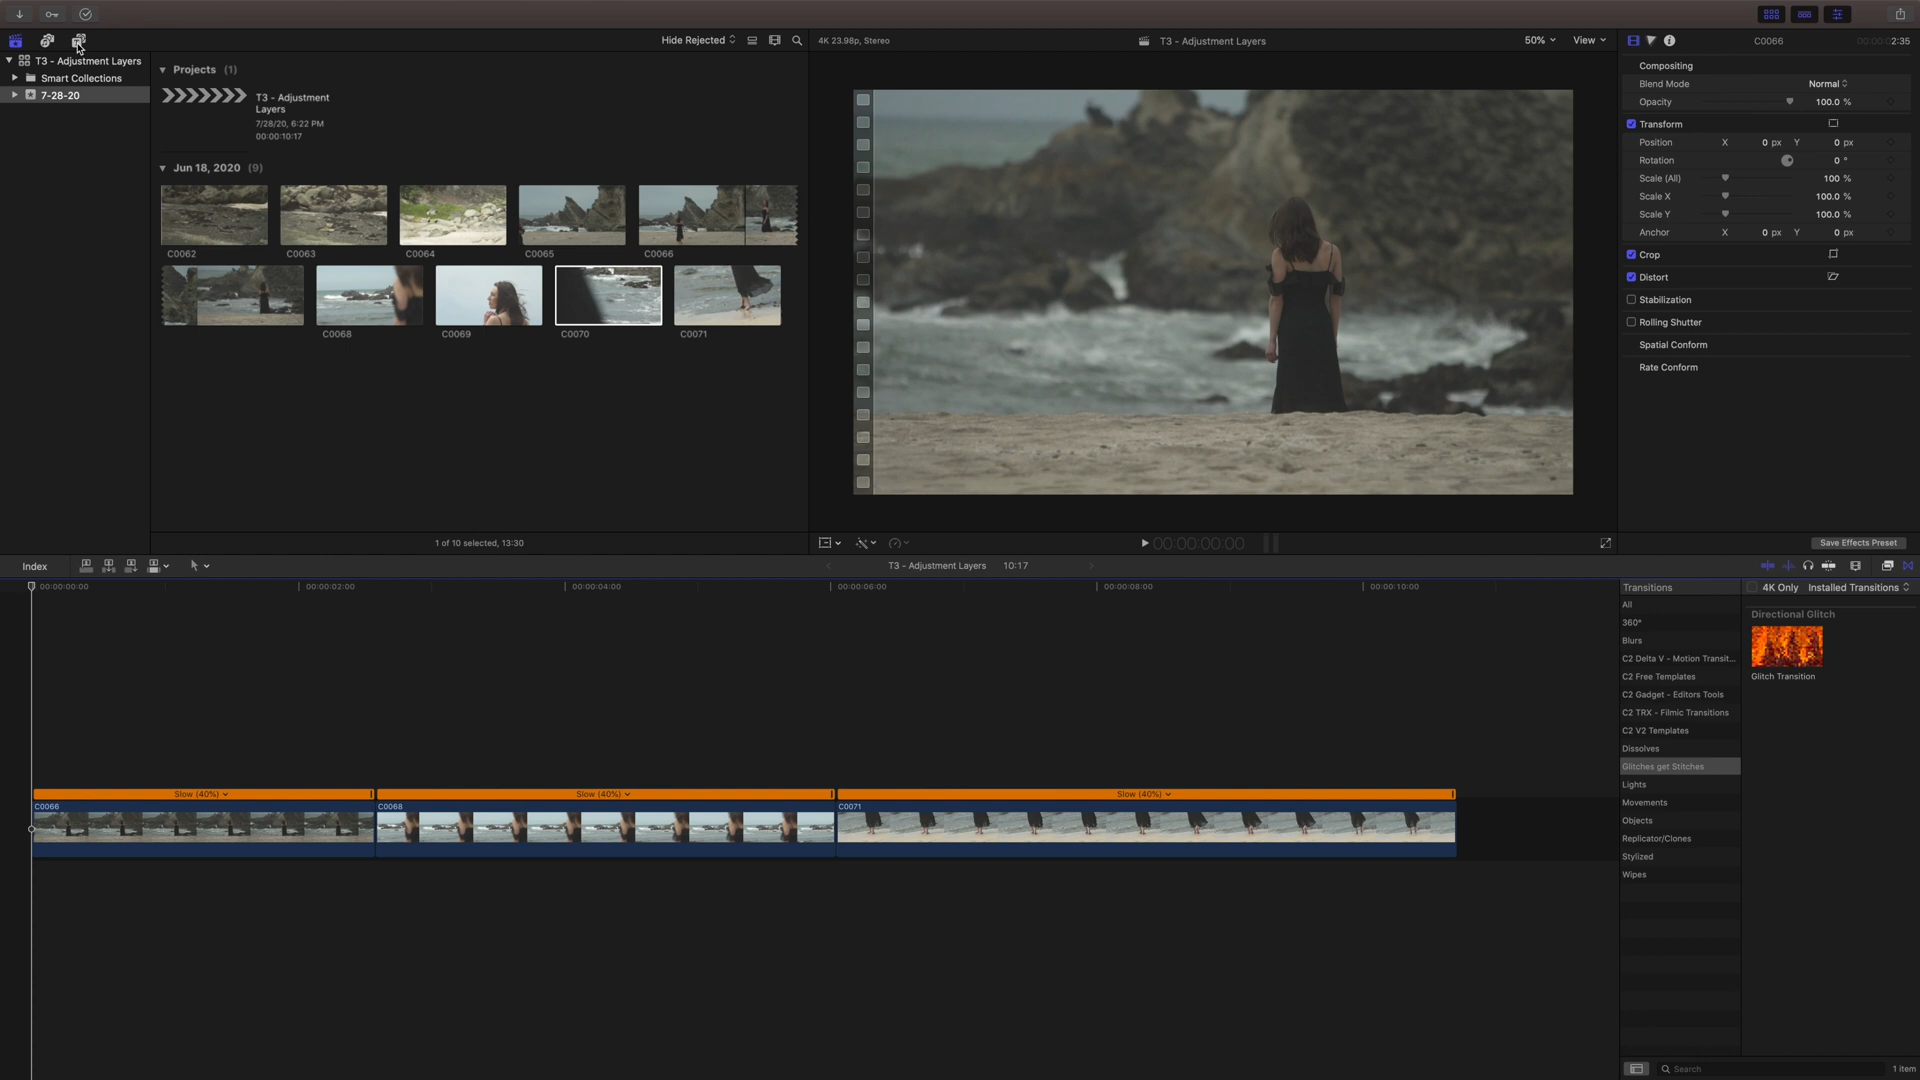 Hide Rejected
4K 23.98p, Stereo
T3 - Adjustment Layers
50%
View
C0066
00:00:02:35
T3 - Adjustment Layers
Smart Collections
7-28-20
Projects (1)
T3 - Adjustment
Layers
7/28/20, 6:22 PM
00:00:10:17
Jun 18, 2020 (9)
C0062
C0063
C0064
C0065
C0066
C0068
C0069
C0070
C0071
1 of 10 selected, 13:30
00:00:00:00
Compositing
Blend Mode
Normal
Opacity
100.0 %
Transform
Position
X
0 px
Y
0 px
Rotation
0 °
Scale (All)
100 %
Scale X
100.0 %
Scale Y
100.0 %
Anchor
X
0 px
Y
0 px
Crop
Distort
Stabilization
Rolling Shutter
Spatial Conform
Rate Conform
Save Effects Preset
Index
T3 - Adjustment Layers
10:17
00:00:00:00
00:00:02:00
00:00:04:00
00:00:06:00
00:00:08:00
00:00:10:00
Slow (40%)
Slow (40%)
Slow (40%)
C0066
C0068
C0071
Transitions
4K Only
Installed Transitions
All
360°
Blurs
C2 Delta V - Motion Transit...
C2 Free Templates
C2 Gadget - Editors Tools
C2 TRX - Filmic Transitions
C2 V2 Templates
Dissolves
Glitches get Stitches
Lights
Movements
Objects
Replicator/Clones
Stylized
Wipes
Directional Glitch
Glitch Transition
Search
1 item